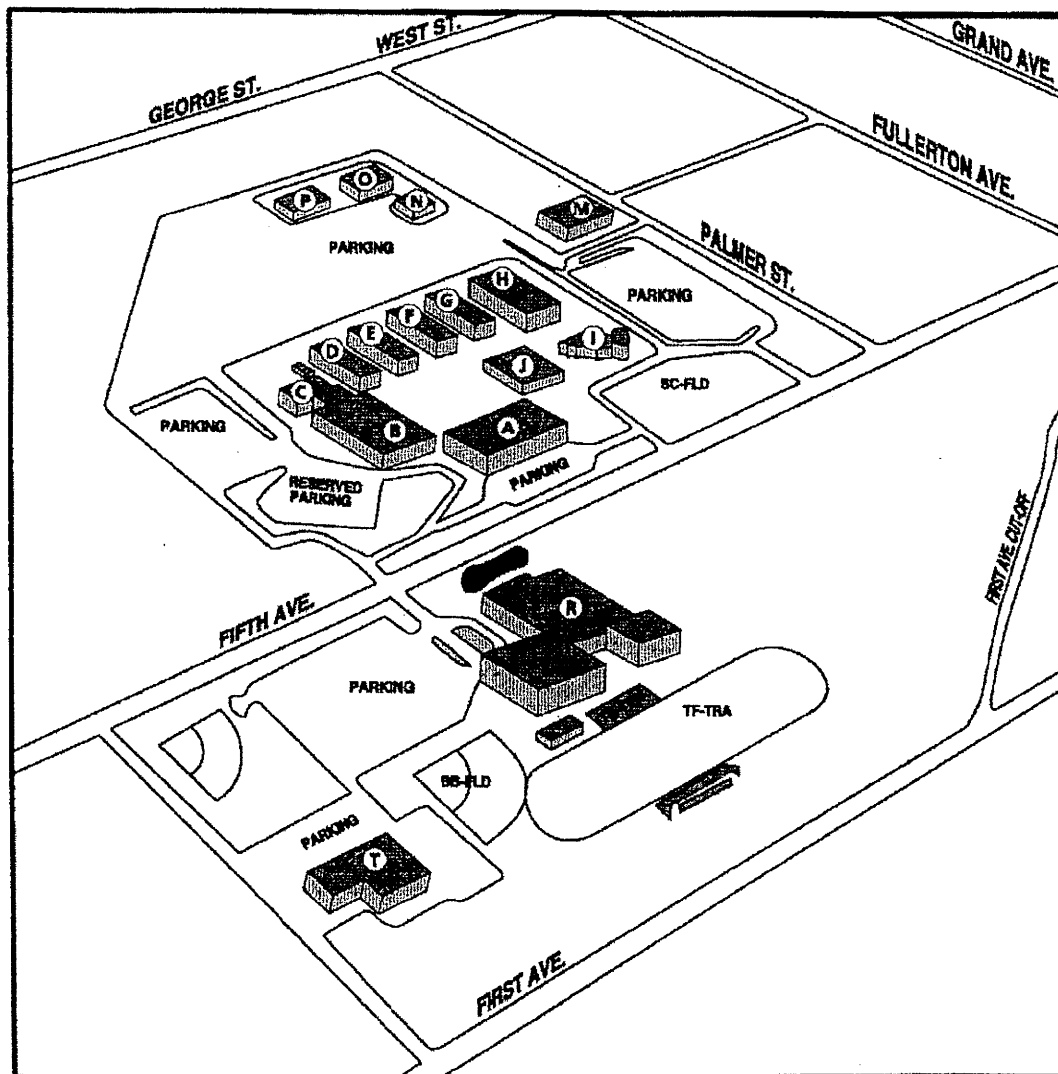 WEST ST.
GRAND AVE.
GEORGE ST.
FULLERTON AVE.
P
O
N
M
PARKING
PALMER ST.
H
PARKING
G
F
E
I
D
J
SC-FLD
C
PARKING
B
A
PARKING
RESERVED
PARKING
FIRST AVE. CUT-OFF
FIFTH AVE.
R
PARKING
TF-TRA
BB-FLD
PARKING
T
FIRST AVE.